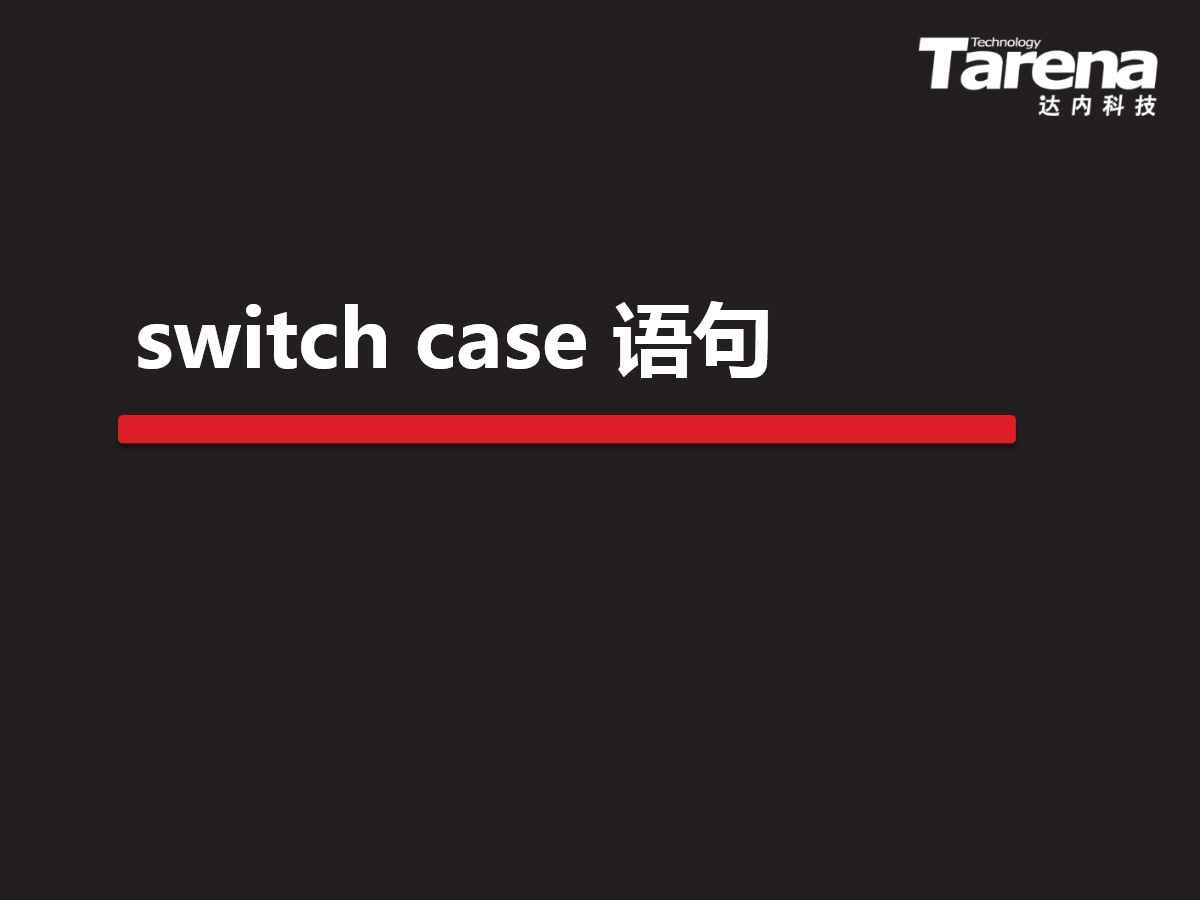 Technology
Tarena
达内科技
switch case 语句